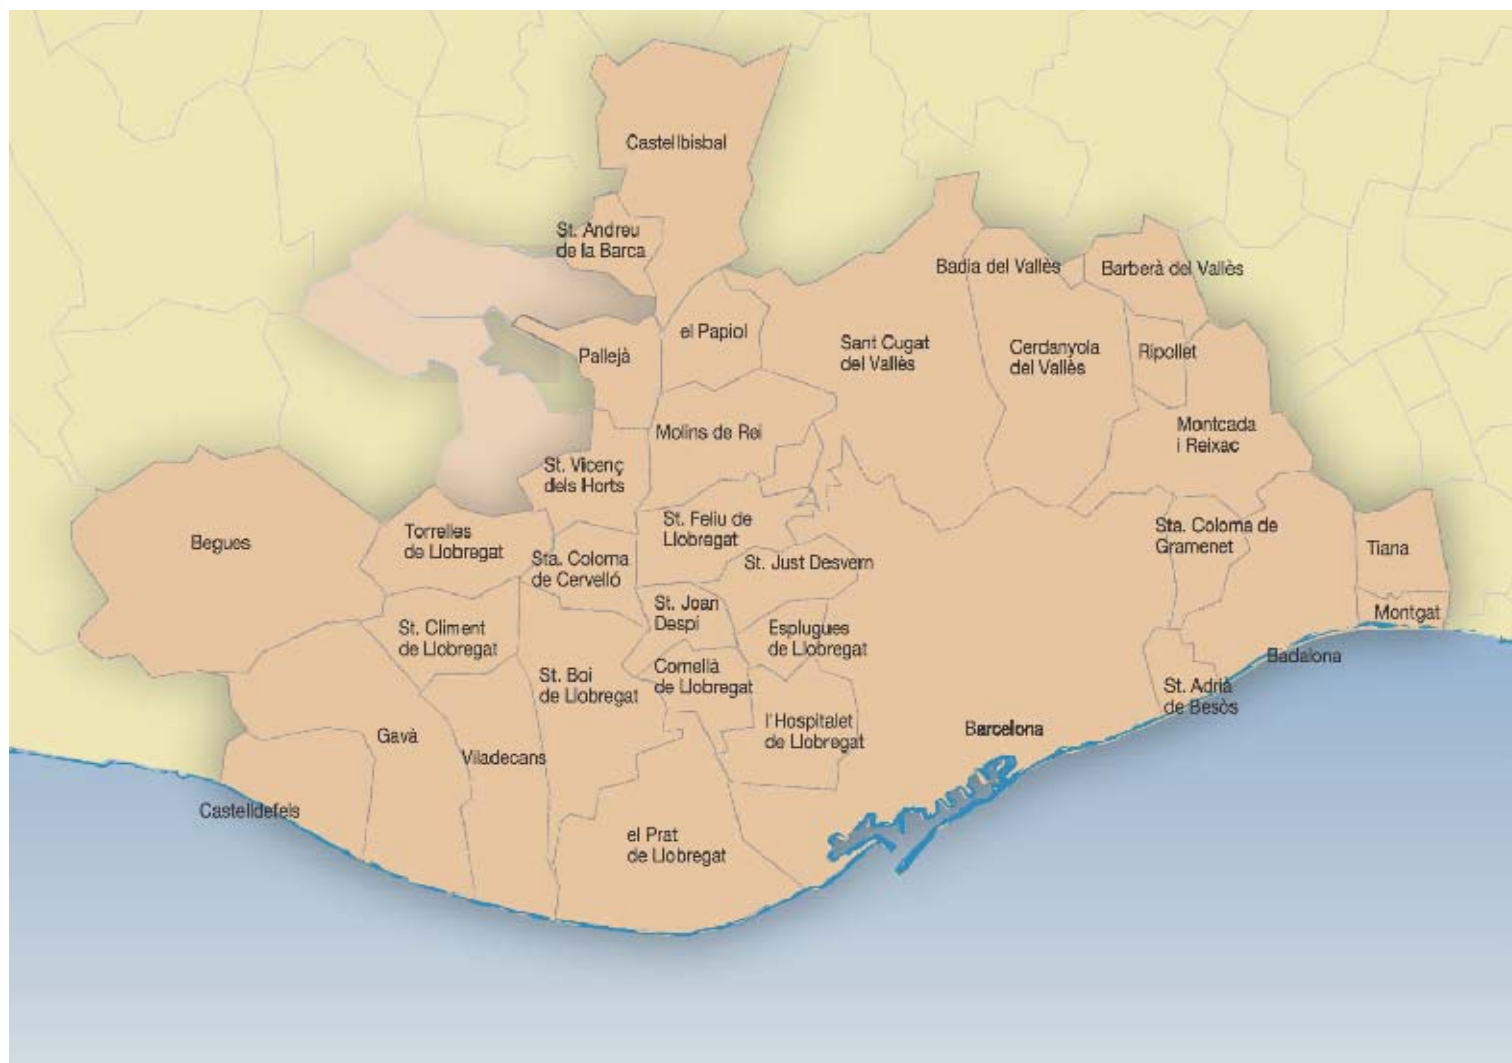 Castellbisbal
St. Andreu
de la Barca
Badia del Vallès
Barberà del Vallès
el Papiol
Sant Cugat
del Vallès
Cerdanyola
del Vallès
Ripollet
Pallejà
Molins de Rei
Montcada
i Reixac
St. Vicenç
dels Horts
Begues
Torrelles
de Llobregat
St. Feliu de
Llobregat
Sta. Coloma de
Gramenet
Tiana
Sta. Coloma
de Cervelló
St. Just Desvern
St. Joan
Despí
Montgat
St. Climent
de Llobregat
Esplugues
de Llobregat
Badalona
St. Boi
de Llobregat
Cornellà
de Llobregat
St. Adrià
de Besòs
Gavà
Viladecans
l'Hospitalet
de Llobregat
Barcelona
Castelldefels
el Prat
de Llobregat